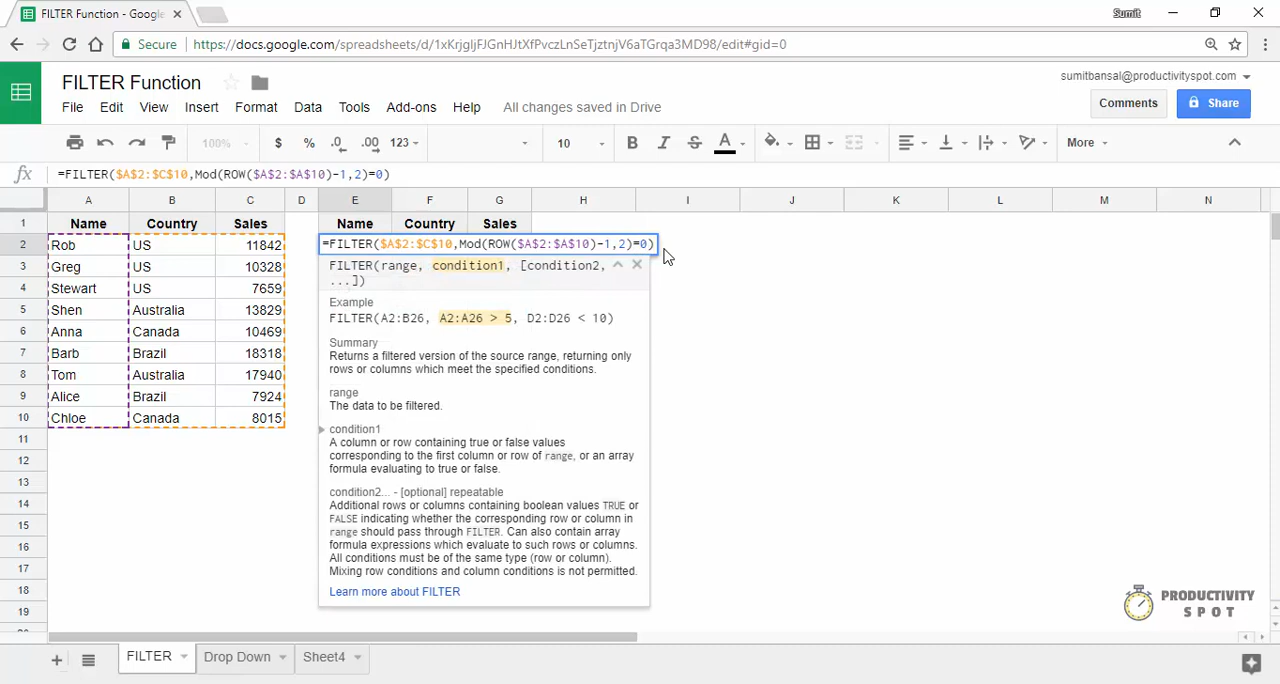 FILTER Function - Google
Sumit
Secure https://docs.google.com/spreadsheets/d/1xKrjgljPJGnHJtXfPvczLnSeTjztnjV6aTGrqa3MD98/edit#gid=0
FILTER Function
sumitbansal@productivityspot.com
File Edit View Insert Format Data Tools Add-ons Help All changes saved in Drive
Comments Share
100% $ % .0 .00 123 10 B I S A More
fx =FILTER($A$2:$C$10,Mod(ROW($A$2:$A$10)-1,2)=0)
A B C D E F G H I J K L M N
1 Name Country Sales Name Country Sales
2 Rob US 11842 =FILTER($A$2:$C$10,Mod(ROW($A$2:$A$10)-1,2)=0)
3 Greg US 10328 FILTER(range, condition1, [condition2,
...])
4 Stewart US 7659
Example
5 Shen Australia 13829
FILTER(A2:B26, A2:A26 > 5, D2:D26 < 10)
6 Anna Canada 10469
Summary
7 Barb Brazil 18318 Returns a filtered version of the source range, returning only
rows or columns which meet the specified conditions.
8 Tom Australia 17940
range
9 Alice Brazil 7924
The data to be filtered.
10 Chloe Canada 8015
condition1
11 A column or row containing true or false values
12 corresponding to the first column or row of range, or an array
formula evaluating to true or false.
13
condition2... - [optional] repeatable
14 Additional rows or columns containing boolean values TRUE or
FALSE indicating whether the corresponding row or column in
15 range should pass through FILTER. Can also contain array
16 formula expressions which evaluate to such rows or columns.
All conditions must be of the same type (row or column).
17 Mixing row conditions and column conditions is not permitted.
18 Learn more about FILTER
19
PRODUCTIVITY
SPOT
FILTER Drop Down Sheet4